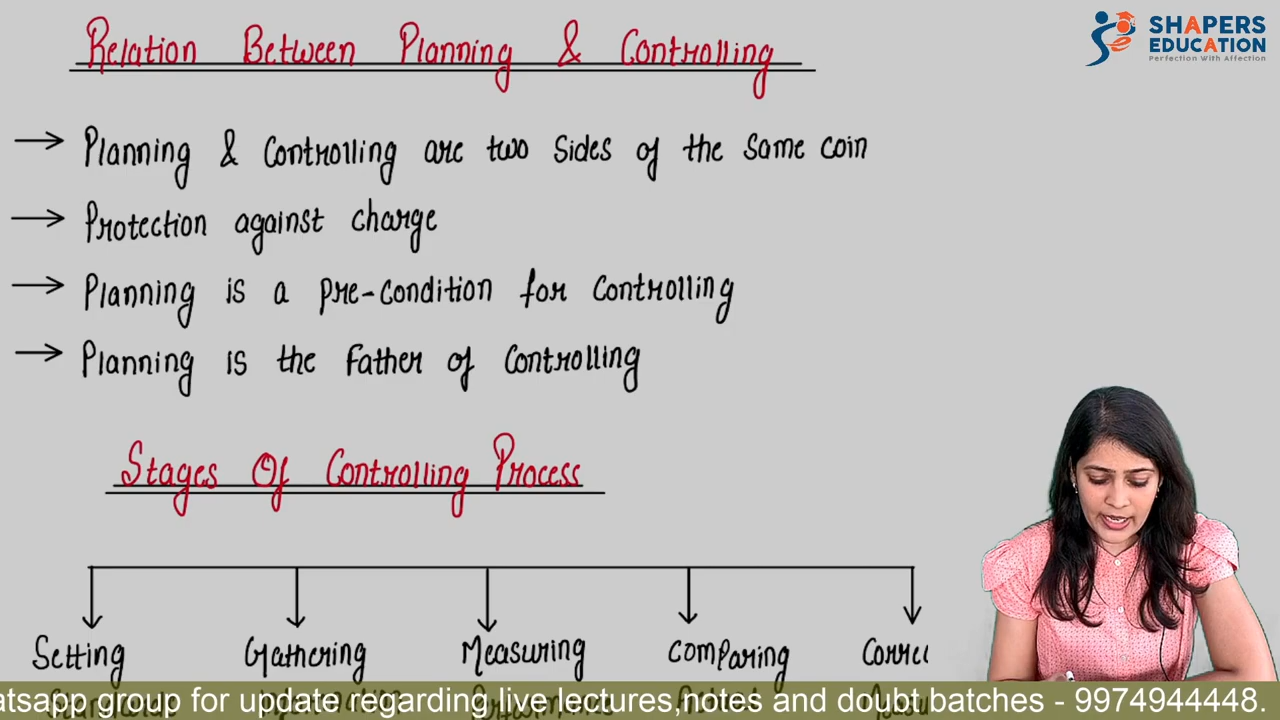 Relation Between Planning & Controlling
SHAPERS
EDUCATION
Perfection With Affection
→ Planning & Controlling are two sides of the same coin
→ Protection against charge
→ Planning is a pre-condition for controlling
→ Planning is the Father of controlling
Stages Of Controlling Process
Setting Gathering Measuring comparing
atsapp group for update regarding live lectures,notes and doubt batches - 9974944448.